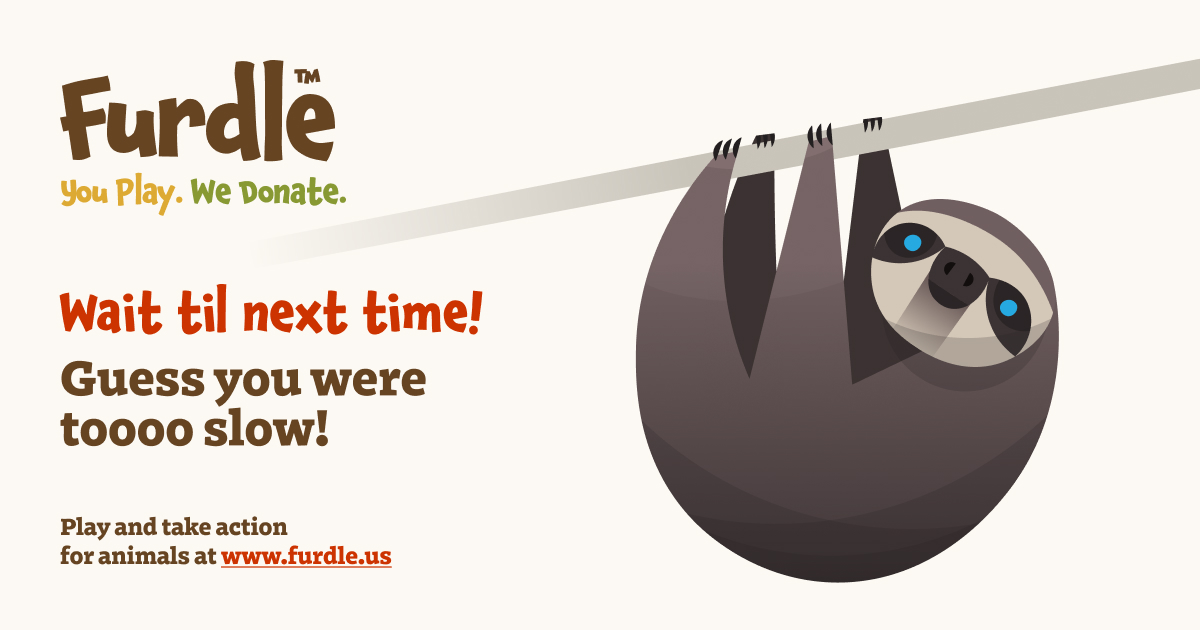 Furdle™
You Play. We Donate.
Wait til next time!
Guess you were
toooo slow!
Play and take action
for animals at www.furdle.us